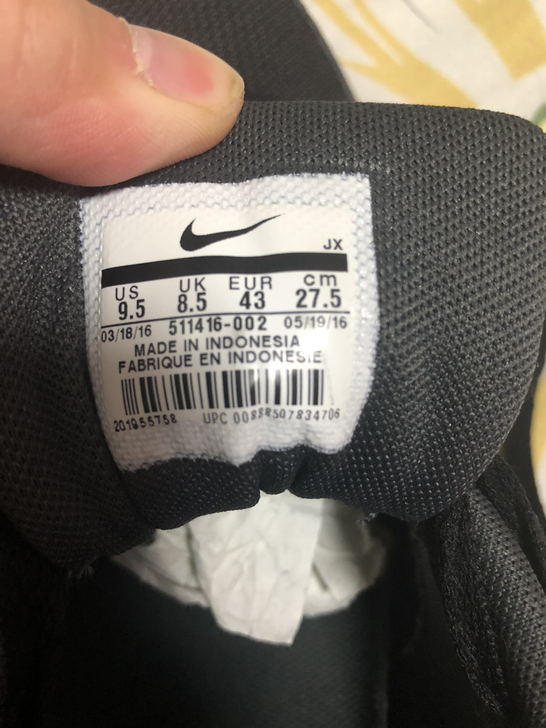 JX
US UK EUR cm
9.5 8.5 43 27.5
03/18/16 511416-002 05/19/16
MADE IN INDONESIA
FABRIQUE EN INDONESIE
201955758 UPC 00888507834706